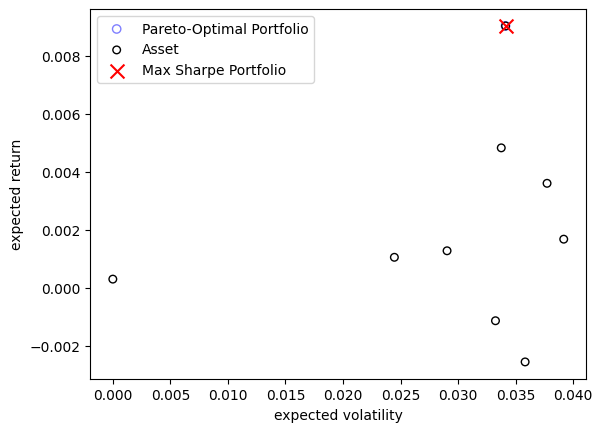 Pareto-Optimal Portfolio
Asset
Max Sharpe Portfolio
expected return
0.008
0.006
0.004
0.002
0.000
−0.002
0.000 0.005 0.010 0.015 0.020 0.025 0.030 0.035 0.040
expected volatility